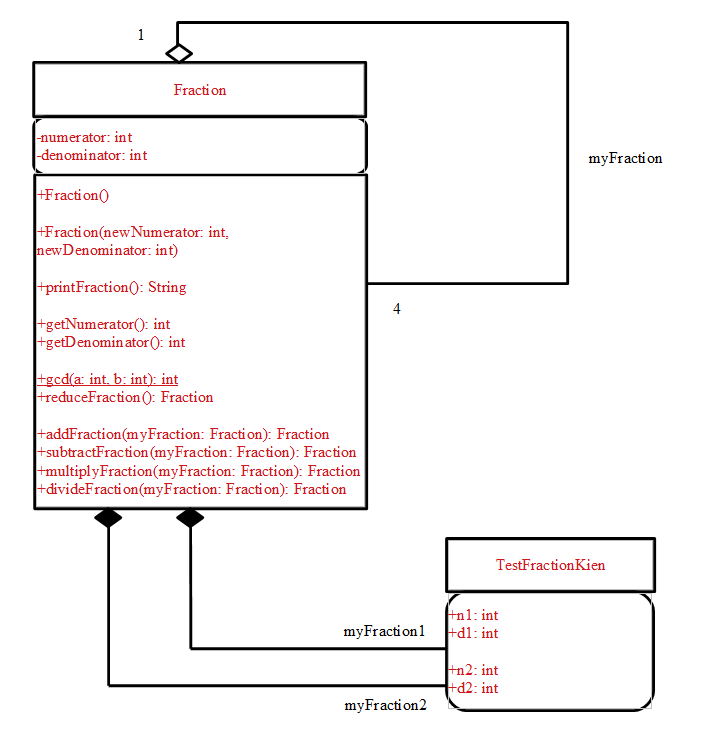 1
Fraction
-numerator: int
-denominator: int
myFraction
+Fraction()
+Fraction(newNumerator: int,
newDenominator: int)
+printFraction(): String
4
+getNumerator(): int
+getDenominator(): int
+gcd(a: int, b: int): int
+reduceFraction(): Fraction
+addFraction(myFraction: Fraction): Fraction
+subtractFraction(myFraction: Fraction): Fraction
+multiplyFraction(myFraction: Fraction): Fraction
+divideFraction(myFraction: Fraction): Fraction
TestFractionKien
+n1: int
+d1: int
myFraction1
+n2: int
+d2: int
myFraction2